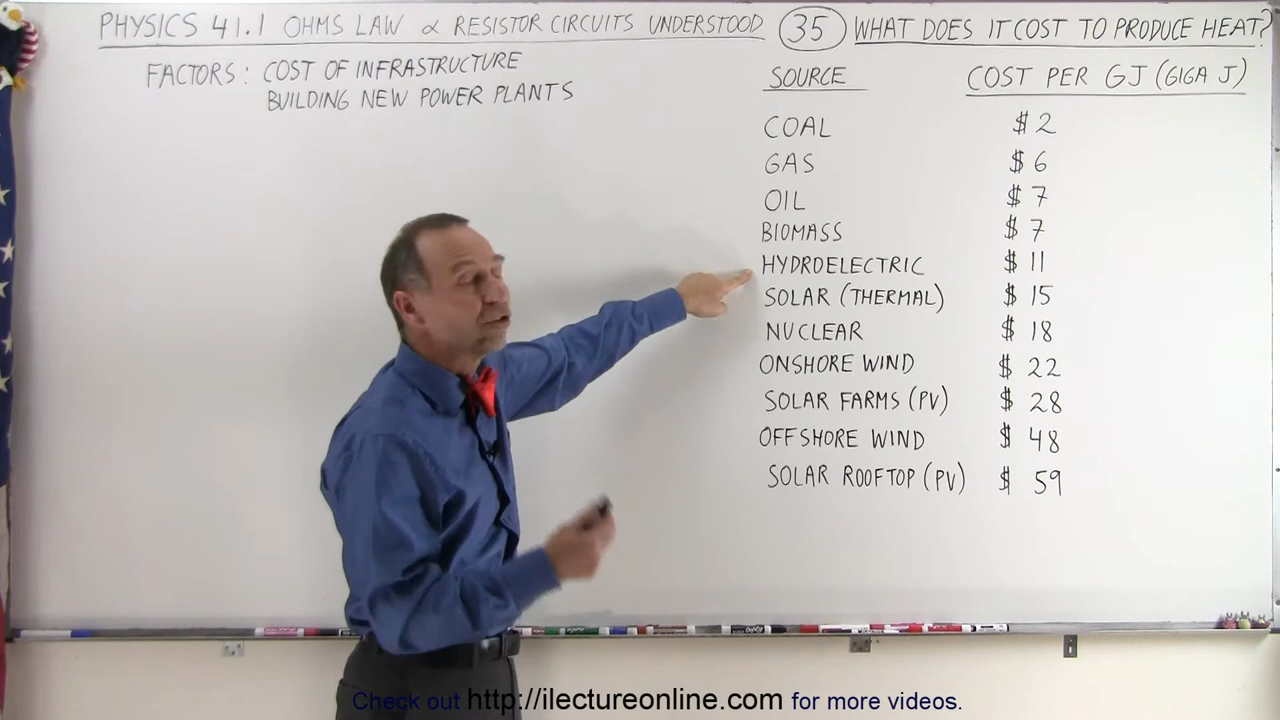 PHYSICS 41.1 OHMS LAW & RESISTOR CIRCUITS UNDERSTOOD 35 WHAT DOES IT COST TO PRODUCE HEAT?
FACTORS: COST OF INFRASTRUCTURE
BUILDING NEW POWER PLANTS
SOURCE COST PER GJ (GIGA J)
COAL $ 2
GAS $ 6
OIL $ 7
BIOMASS $ 7
HYDROELECTRIC $ 11
SOLAR (THERMAL) $ 15
NUCLEAR $ 18
ONSHORE WIND $ 22
SOLAR FARMS (PV) $ 28
OFFSHORE WIND $ 48
SOLAR ROOFTOP (PV) $ 59
Check out http://ilectureonline.com for more videos.